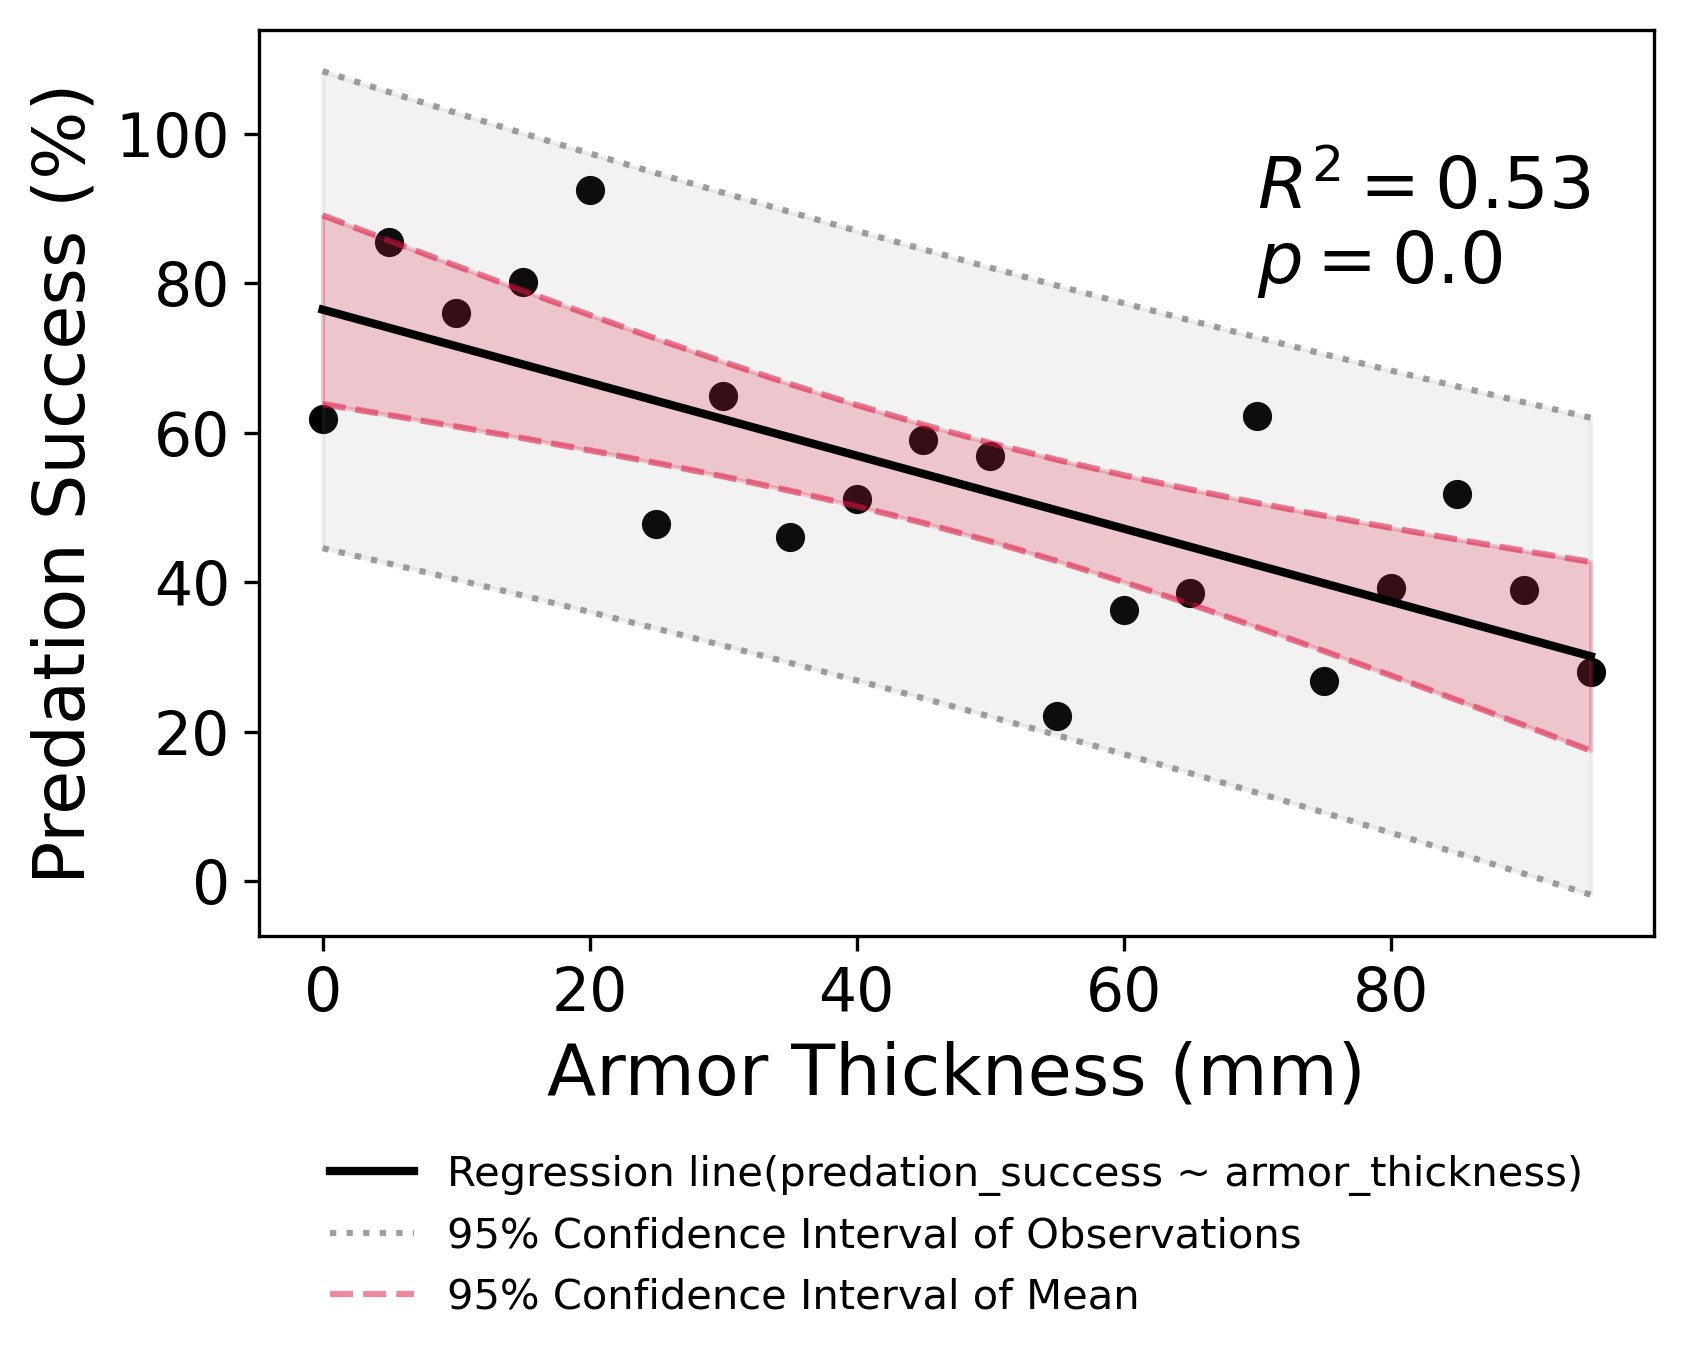 Predation Success (%)
100
80
60
40
20
0
R² = 0.53
p = 0.0
0 20 40 60 80
Armor Thickness (mm)
Regression line(predation_success ~ armor_thickness)
95% Confidence Interval of Observations
95% Confidence Interval of Mean